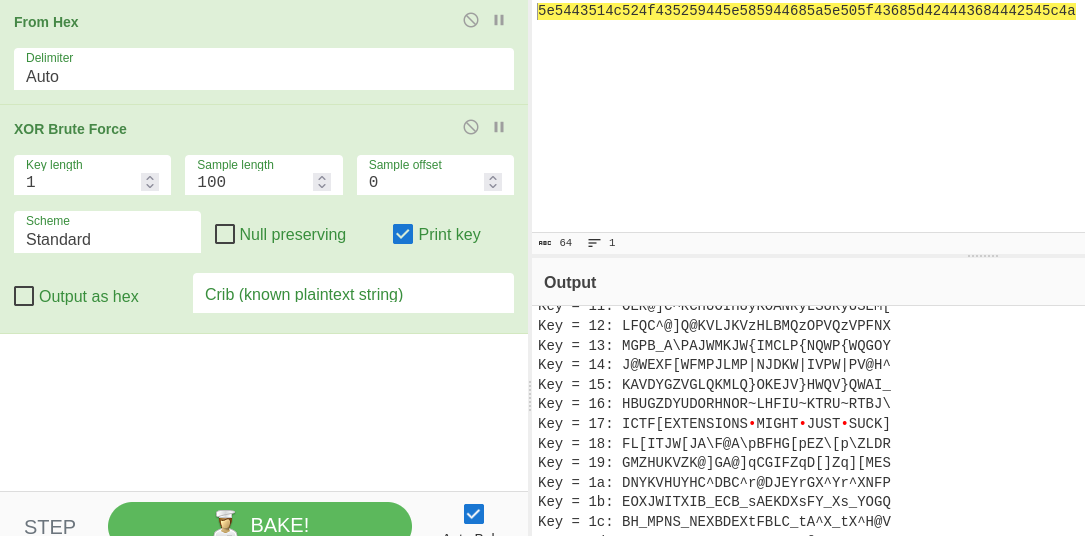 From Hex
Delimiter
Auto
XOR Brute Force
Key length
1
Sample length
100
Sample offset
0
Scheme
Standard
Null preserving
Print key
Output as hex
Crib (known plaintext string)
STEP
BAKE!
5e5443514c524f435259445e585944685a5e505f43685d424443684442545c4a
ABC 64 1
Output
Key = 11: OER@]C^RCHUOIHUyKOANRyLSURyUSEM[
Key = 12: LFQC^@]Q@KVLJKVzHLBMQzOPVQzVPFNX
Key = 13: MGPB_A\PAJWMKJW{IMCLP{NQWP{WQGOY
Key = 14: J@WEXF[WFMPJLMP|NJDKW|IVPW|PV@H^
Key = 15: KAVDYGZVGLQKMLQ}OKEJV}HWQV}QWAI_
Key = 16: HBUGZDYUDORHNOR~LHFIU~KTRU~RTBJ\
Key = 17: ICTF[EXTENSIONS•MIGHT•JUST•SUCK]
Key = 18: FL[ITJW[JA\F@A\pBFHG[pEZ\[p\ZLDR
Key = 19: GMZHUKVZK@]GA@]qCGIFZqD[]Zq][MES
Key = 1a: DNYKVHUYHC^DBC^r@DJEYrGX^Yr^XNFP
Key = 1b: EOXJWITXIB_ECB_sAEKDXsFY_Xs_YOGQ
Key = 1c: BH_MPNS_NEXBDEXtFBLC_tA^X_tX^H@V